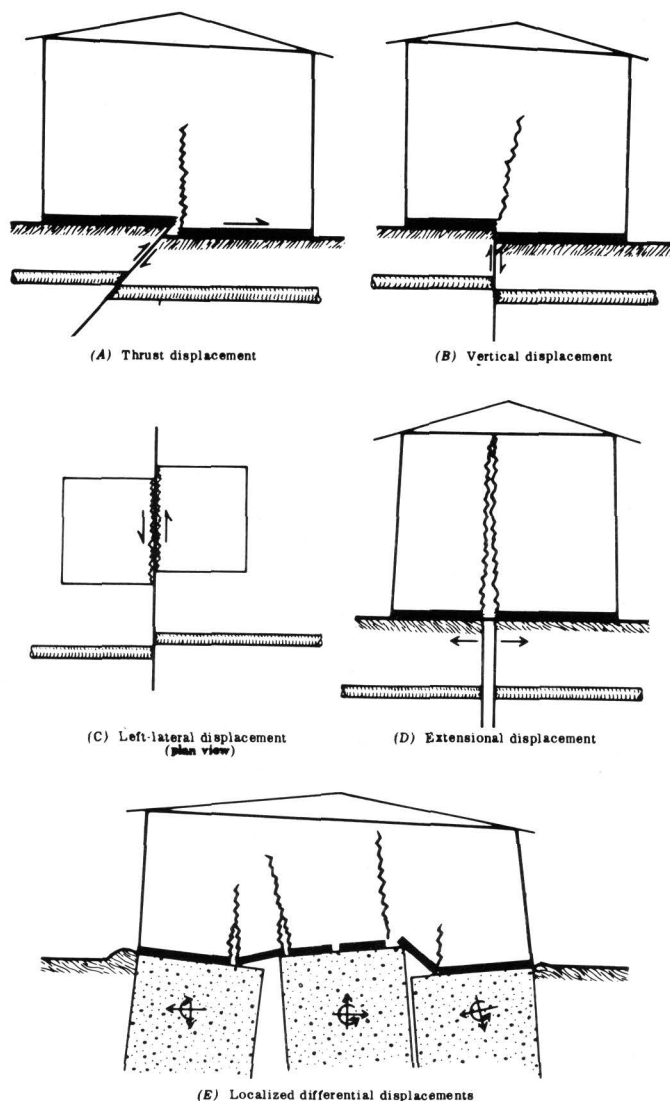 (A) Thrust displacement
(B) Vertical displacement
(C) Left-lateral displacement
(plan view)
(D) Extensional displacement
(E) Localized differential displacements